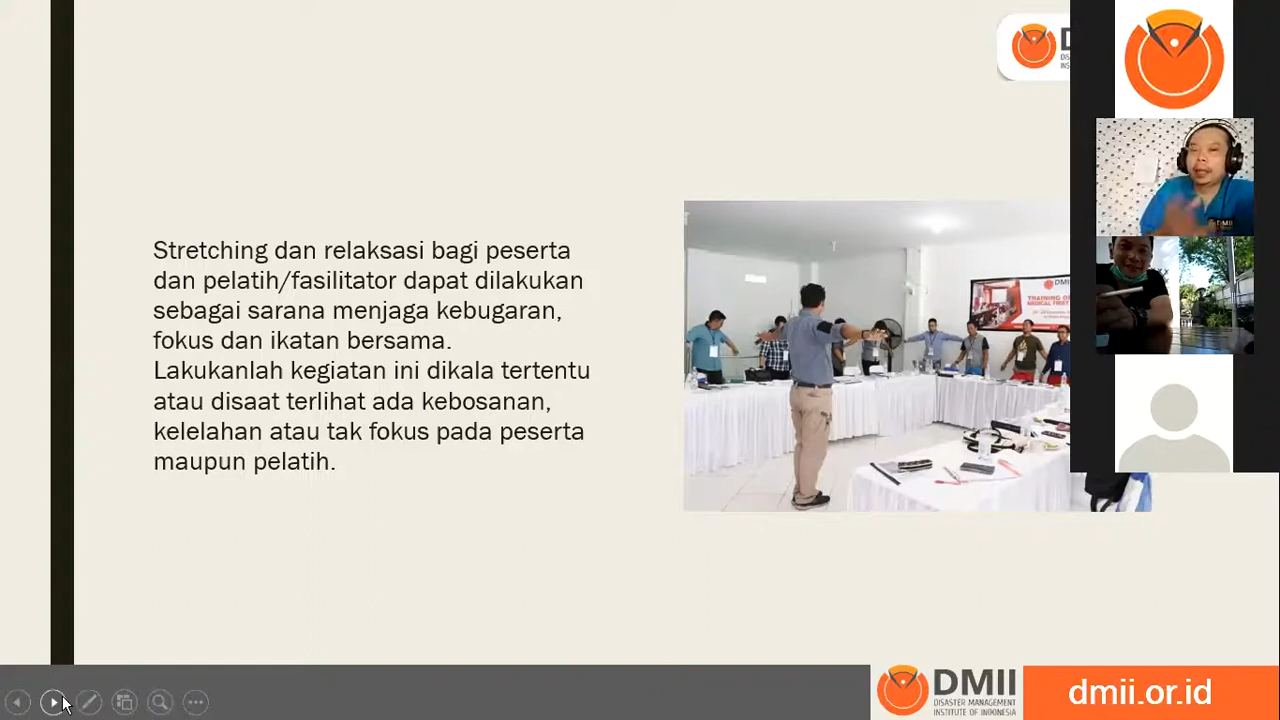 Stretching dan relaksasi bagi peserta
dan pelatih/fasilitator dapat dilakukan
sebagai sarana menjaga kebugaran,
fokus dan ikatan bersama.
Lakukanlah kegiatan ini dikala tertentu
atau disaat terlihat ada kebosanan,
kelelahan atau tak fokus pada peserta
maupun pelatih.
DMII
DMII
DMII
DISASTER MANAGEMENT
INSTITUTE OF INDONESIA
dmii.or.id